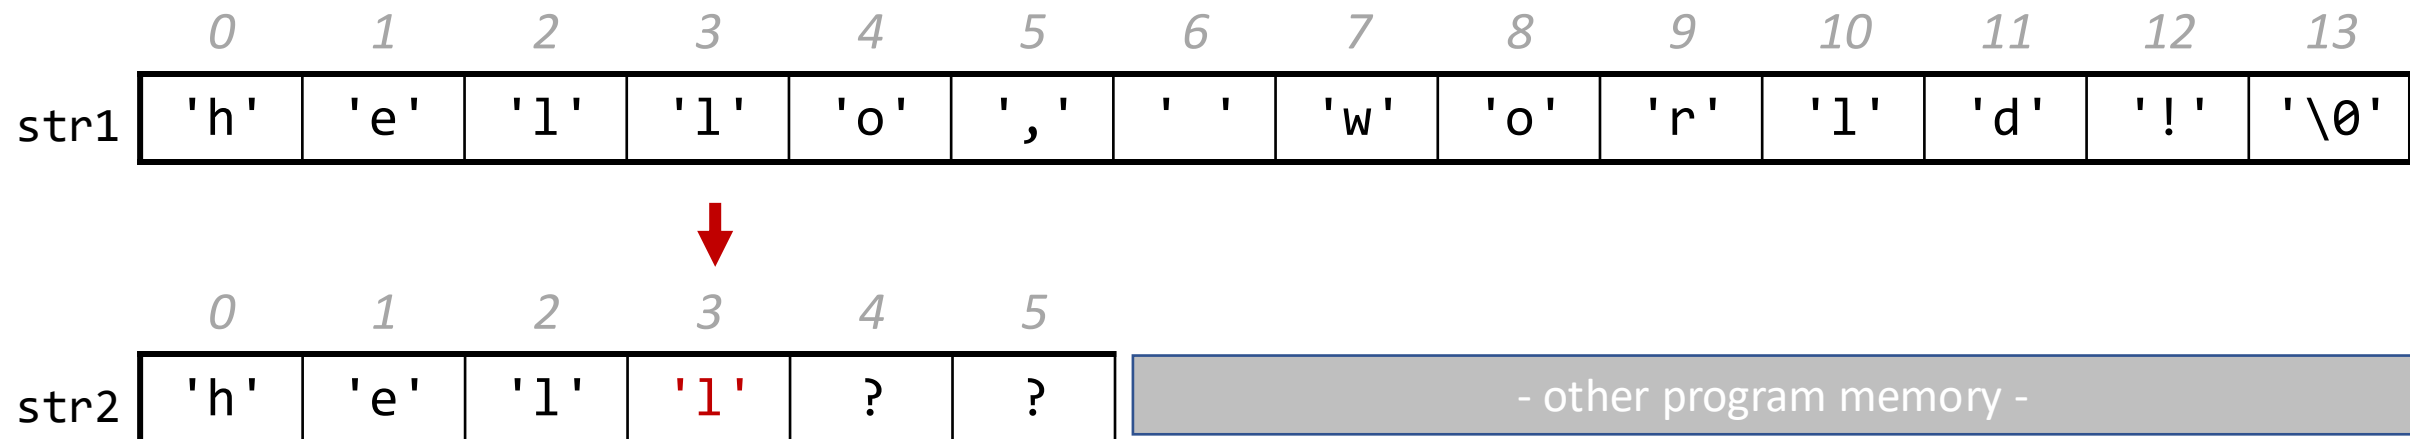 0 1 2 3 4 5 6 7 8 9 10 11 12 13
str1 'h' 'e' 'l' 'l' 'o' ',' ' ' 'w' 'o' 'r' 'l' 'd' '!' '\0'
0 1 2 3 4 5
str2 'h' 'e' 'l' 'l' ? ? - other program memory -